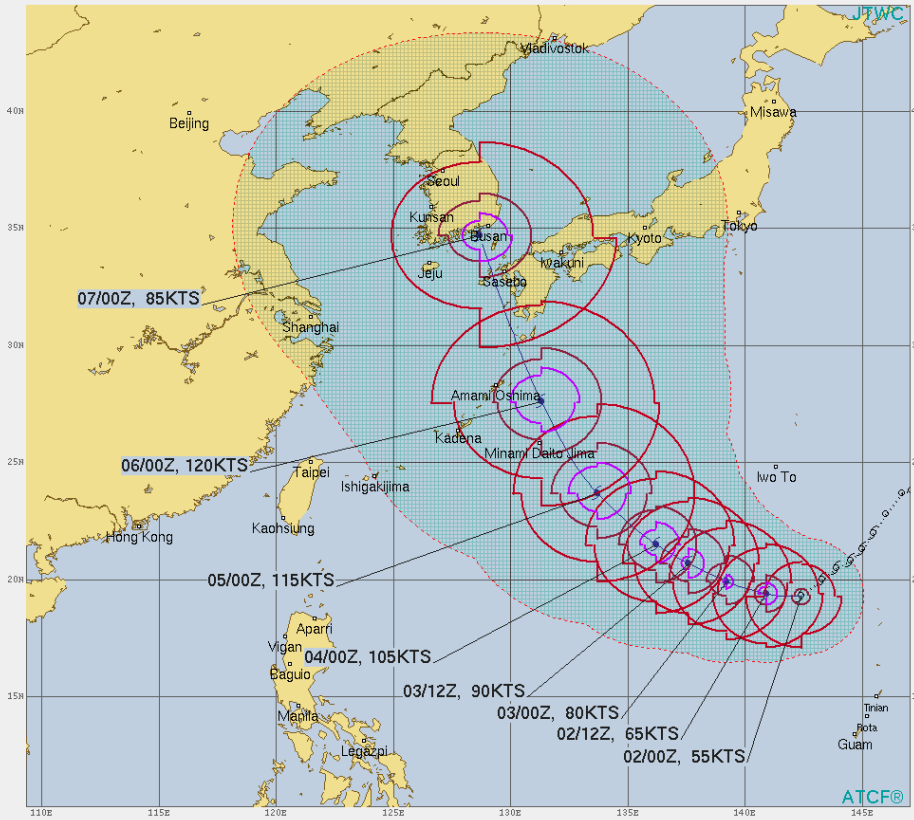 JTWC
Vladivostok
40N
Beijing
Misawa
Seoul
Kunsan
35N
Busan
Kyoto
Tokyo
Jeju
Iwakuni
Sasebo
07/00Z, 85KTS
Shanghai
30N
Amami Oshima
Kadena
Minami Daito Jima
06/00Z, 120KTS
25N
Taipei
Ishigakijima
Iwo To
Kaohsiung
Hong Kong
05/00Z, 115KTS
20N
Aparri
Vigan
04/00Z, 105KTS
Baguio
03/12Z, 90KTS
15N
03/00Z, 80KTS
Manila
Tinian
02/12Z, 65KTS
Rota
Legazpi
02/00Z, 55KTS
Guam
ATCF®
110E
115E
120E
125E
130E
135E
140E
145E